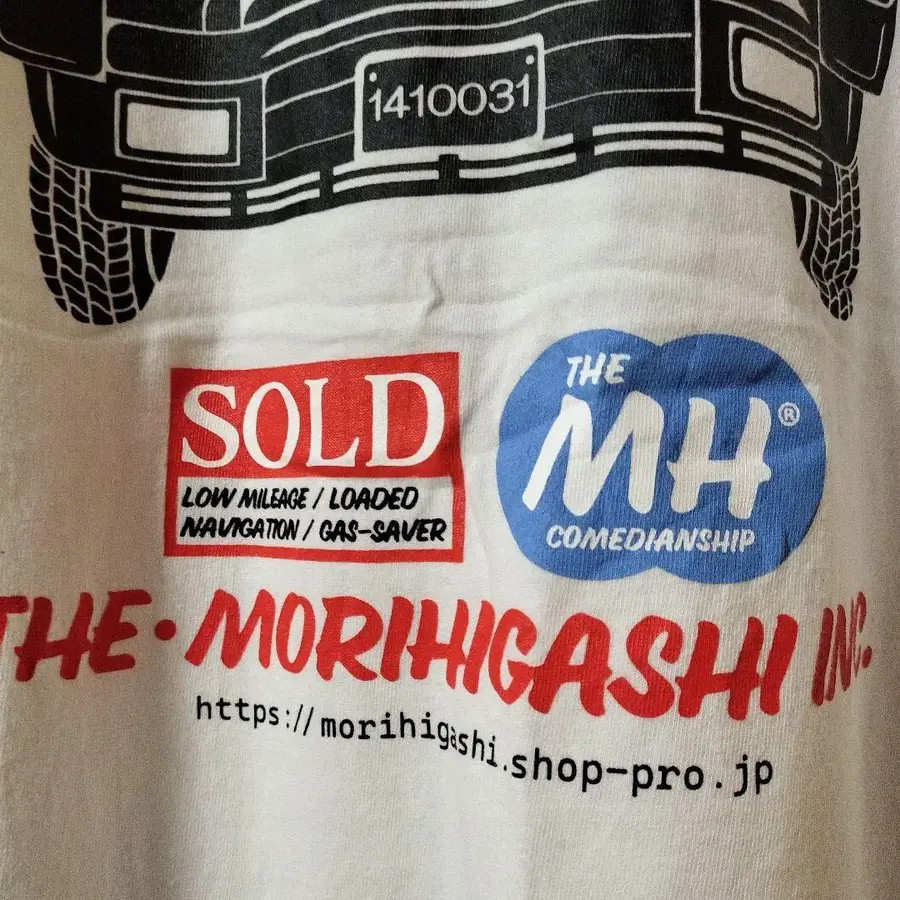 1410031
SOLD
LOW MILEAGE / LOADED
NAVIGATION / GAS-SAVER
THE
MH®
COMEDIANSHIP
THE・MORIHIGASHI INC.
https://morihigashi.shop-pro.jp